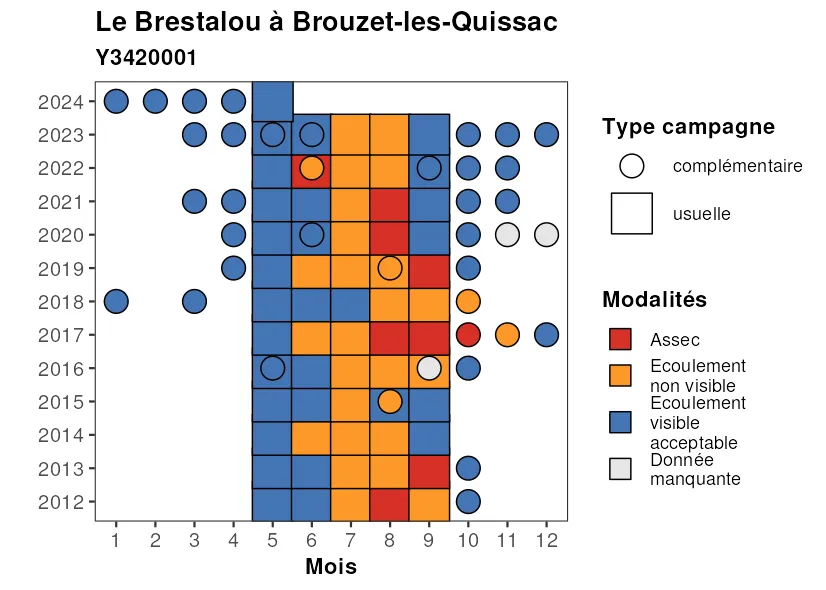 Le Brestalou à Brouzet-les-Quissac
Y3420001
2024
2023
2022
2021
2020
2019
2018
2017
2016
2015
2014
2013
2012
1 2 3 4 5 6 7 8 9 10 11 12
Mois
Type campagne
complémentaire
usuelle
Modalités
Assec
Ecoulement
non visible
Ecoulement
visible
acceptable
Donnée
manquante